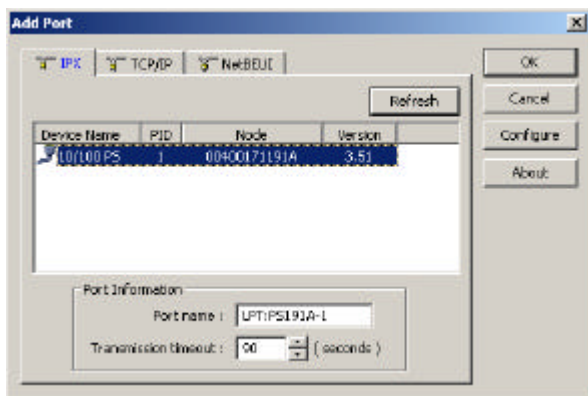 Add Port
IPX TCP/IP NetBEUI
OK
Refresh
Cancel
Device Name PID Node Version
Configure
10/100 PS 1 00400171191A 3.51
About
Port Information
Port name : LPT:PS191A-1
Transmission timeout : 90 ( seconds )